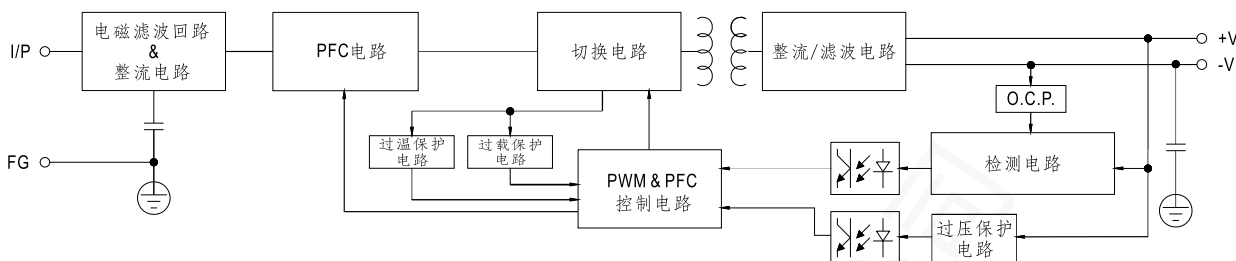 I/P
电磁滤波回路
&
整流电路
PFC电路
切换电路
整流/滤波电路
+V
-V
O.C.P.
过温保护
电路
过载保护
电路
FG
PWM & PFC
控制电路
检测电路
过压保护
电路